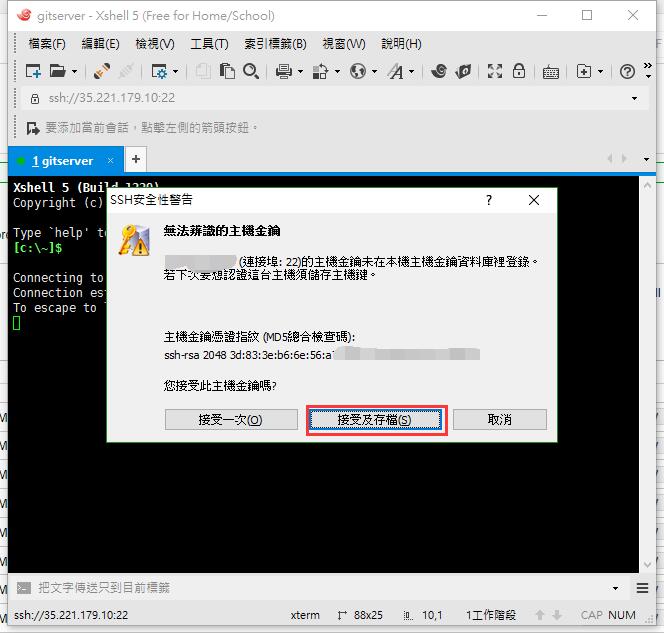 gitserver - Xshell 5 (Free for Home/School)
檔案(F) 編輯(E) 檢視(V) 工具(T) 索引標籤(B) 視窗(W) 說明(H)
ssh://35.221.179.10:22
要添加當前會話，點擊左側的箭頭按鈕。
1 gitserver
Xshell 5 (Build 1339)
Copyright (c)
SSH安全性警告
Type `help' to
[c:\~]$
無法辨識的主機金鑰
(連接埠: 22)的主機金鑰未在本機主機金鑰資料庫裡登錄。
若下次要想認證這台主機須儲存主機鍵。
Connecting to
Connection est
To escape to
主機金鑰憑證指紋 (MD5總合檢查碼):
ssh-rsa 2048 3d:83:3e:b6:6e:56:a
您接受此主機金鑰嗎?
接受一次(O) 接受及存檔(S) 取消
把文字傳送只到目前標籤
ssh://35.221.179.10:22 xterm 88x25 10,1 1工作階段 CAP NUM